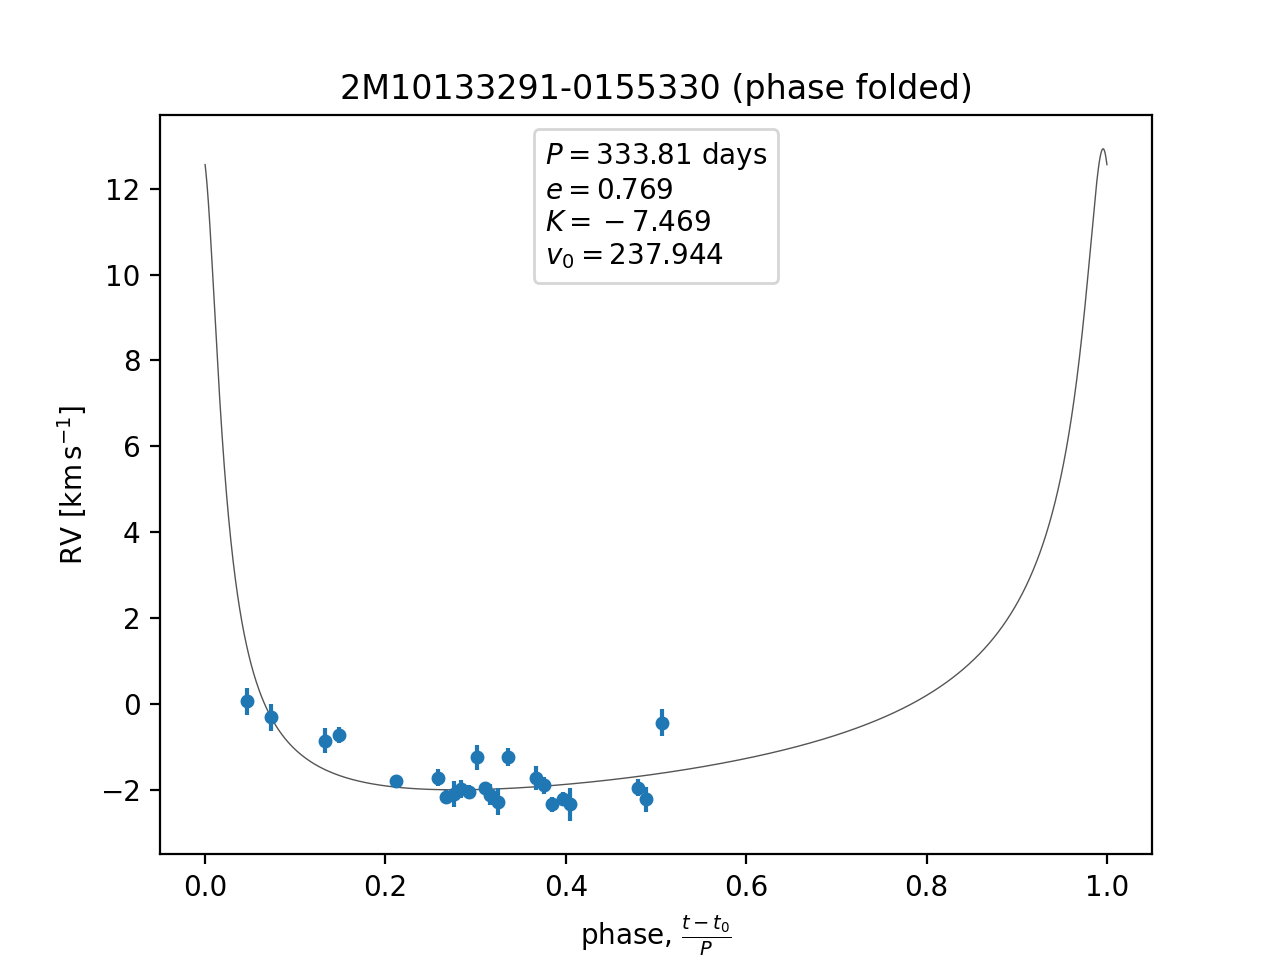 2M10133291-0155330 (phase folded)
P = 333.81 days
e = 0.769
K = −7.469
v₀ = 237.944
RV [km s⁻¹]
12
10
8
6
4
2
0
−2
0.0 0.2 0.4 0.6 0.8 1.0
phase, (t − t₀)/P